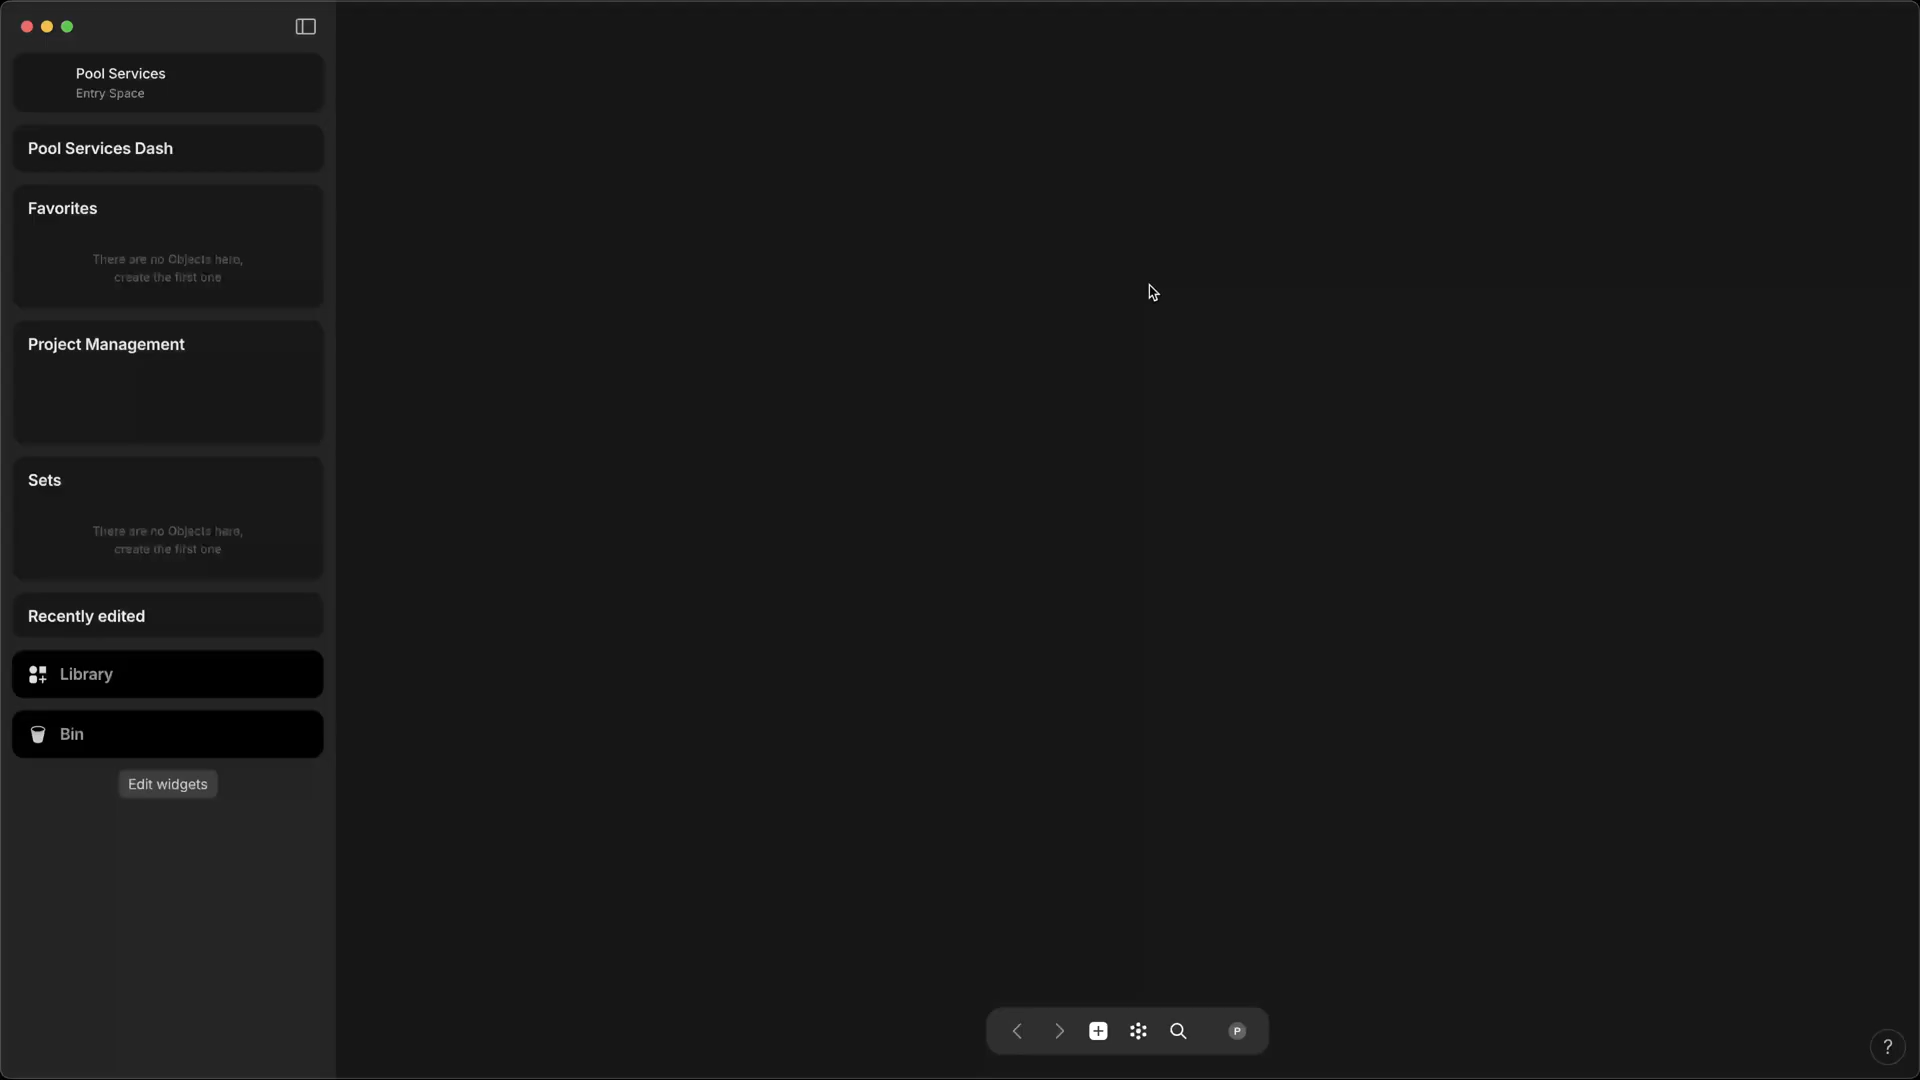 Pool Services
Entry Space
Pool Services Dash
Favorites
There are no Objects here,
create the first one
Project Management
Sets
There are no Objects here,
create the first one
Recently edited
Library
Bin
Edit widgets
P
?